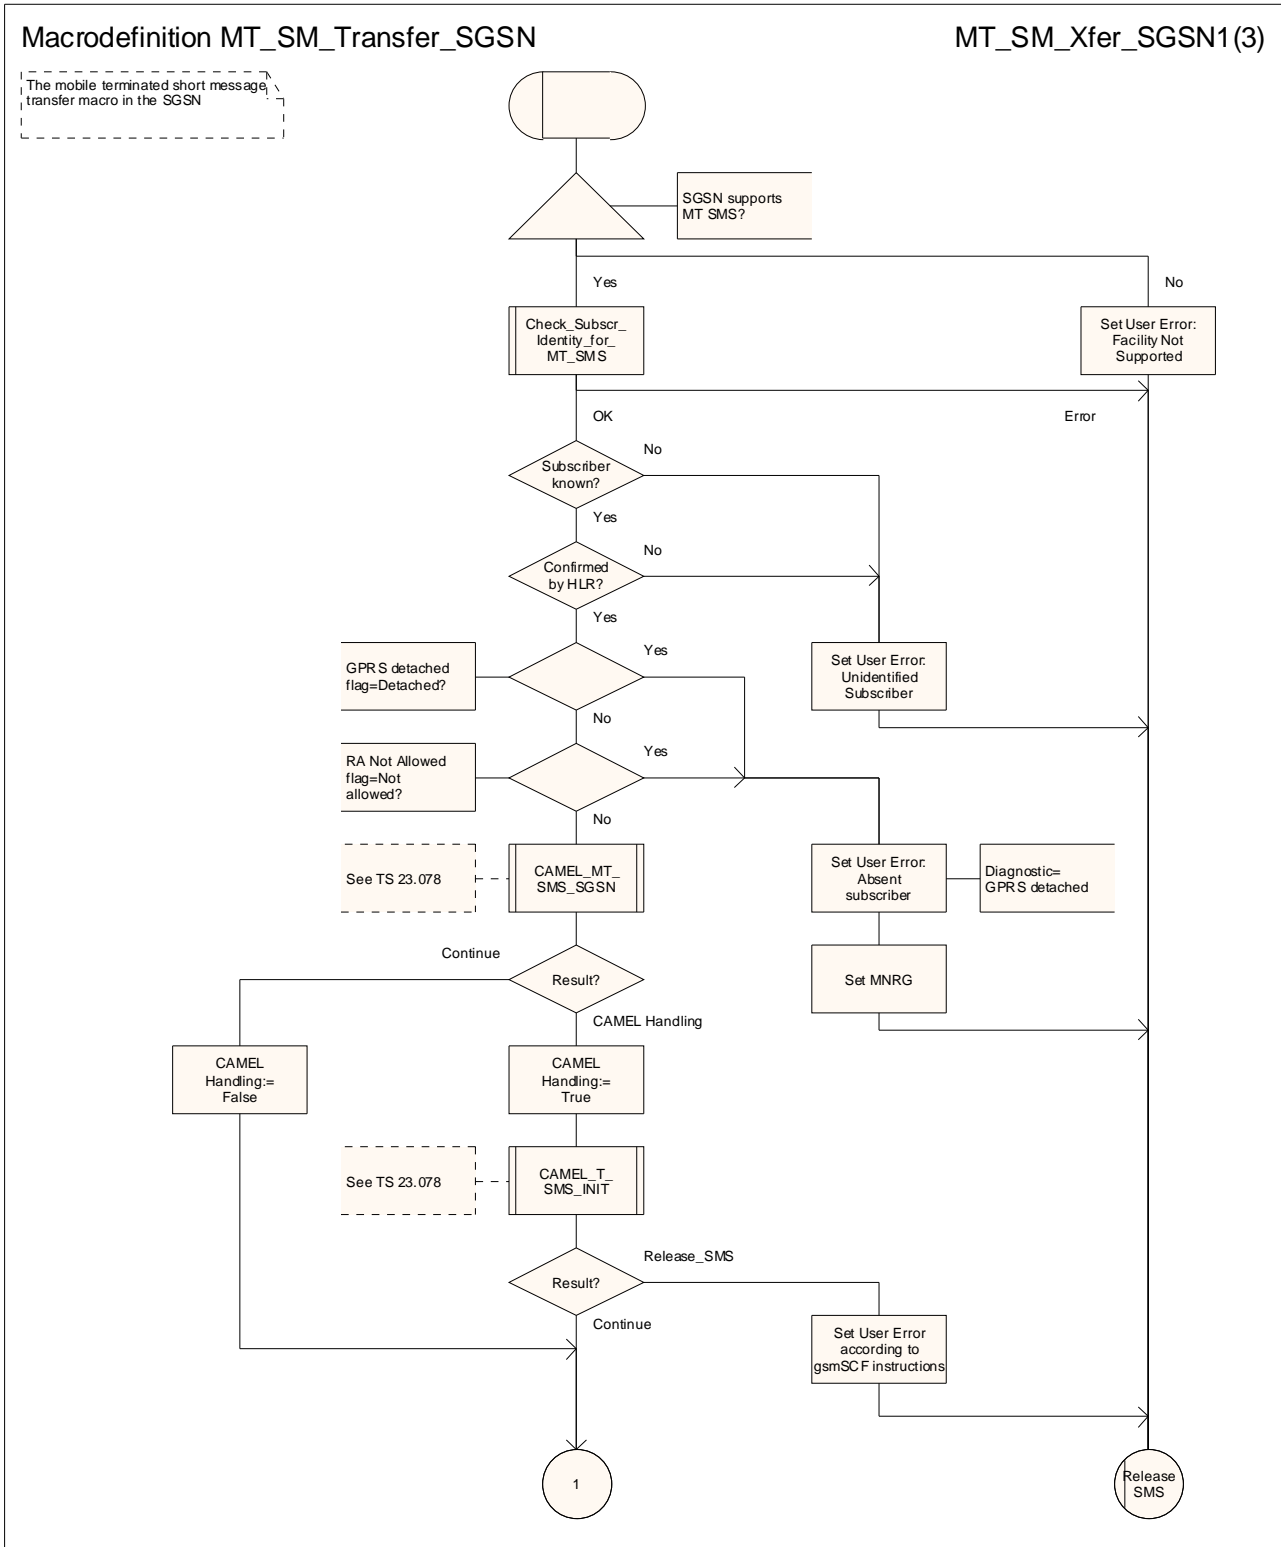 Macrodefinition MT_SM_Transfer_SGSN
MT_SM_Xfer_SGSN1(3)
The mobile terminated short message
transfer macro in the SGSN
SGSN supports
MT SMS?
Yes
No
Check_Subscr_
Identity_for_
MT_SMS
Set User Error:
Facility Not
Supported
OK
Error
No
Subscriber
known?
Yes
No
Confirmed
by HLR?
Yes
GPRS detached
flag=Detached?
Yes
Set User Error:
Unidentified
Subscriber
No
RA Not Allowed
flag=Not
allowed?
Yes
No
See TS 23.078
CAMEL_MT_
SMS_SGSN
Set User Error:
Absent
subscriber
Diagnostic=
GPRS detached
Continue
Result?
Set MNRG
CAMEL Handling
CAMEL
Handling:=
False
CAMEL
Handling:=
True
See TS 23.078
CAMEL_T_
SMS_INIT
Release_SMS
Result?
Continue
Set User Error
according to
gsmSCF instructions
1
Release
SMS